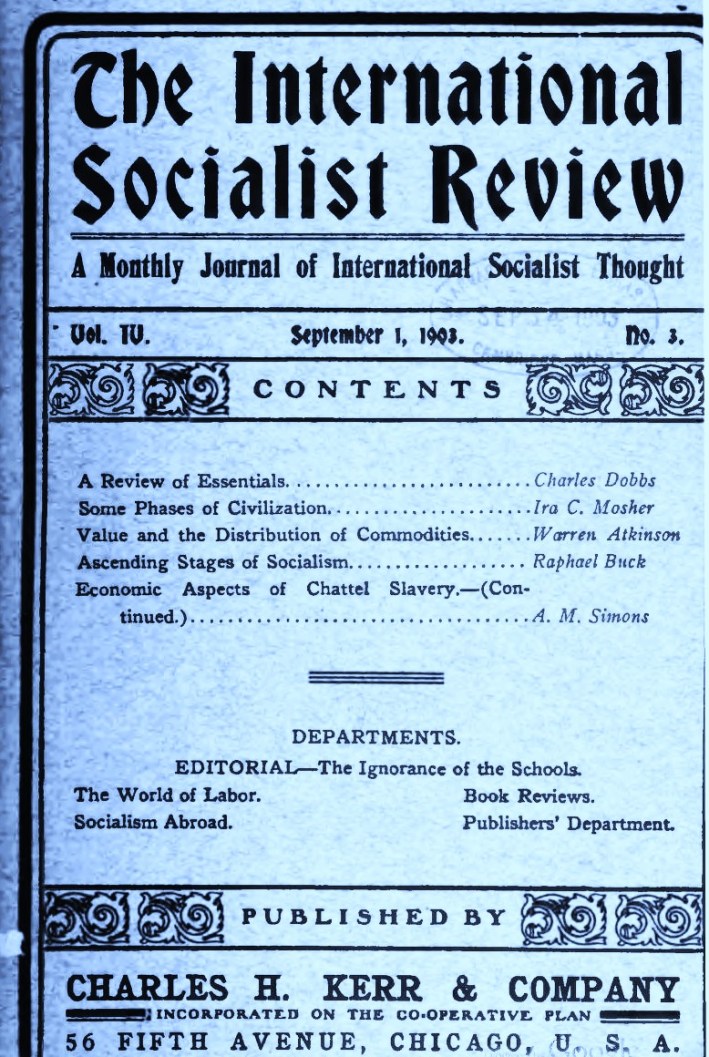 The International
Socialist Review
A Monthly Journal of International Socialist Thought
Vol. IV.    September 1, 1903.    No. 3.
CONTENTS
A Review of Essentials...........................Charles Dobbs
Some Phases of Civilization.......................Ira C. Mosher
Value and the Distribution of Commodities.......Warren Atkinson
Ascending Stages of Socialism...................Raphael Buck
Economic Aspects of Chattel Slavery.—(Con-
tinued.)...................................A. M. Simons
DEPARTMENTS.
EDITORIAL—The Ignorance of the Schools.
The World of Labor.    Book Reviews.
Socialism Abroad.    Publishers' Department.
PUBLISHED BY
CHARLES H. KERR & COMPANY
INCORPORATED ON THE CO-OPERATIVE PLAN
56 FIFTH AVENUE, CHICAGO, U. S. A.